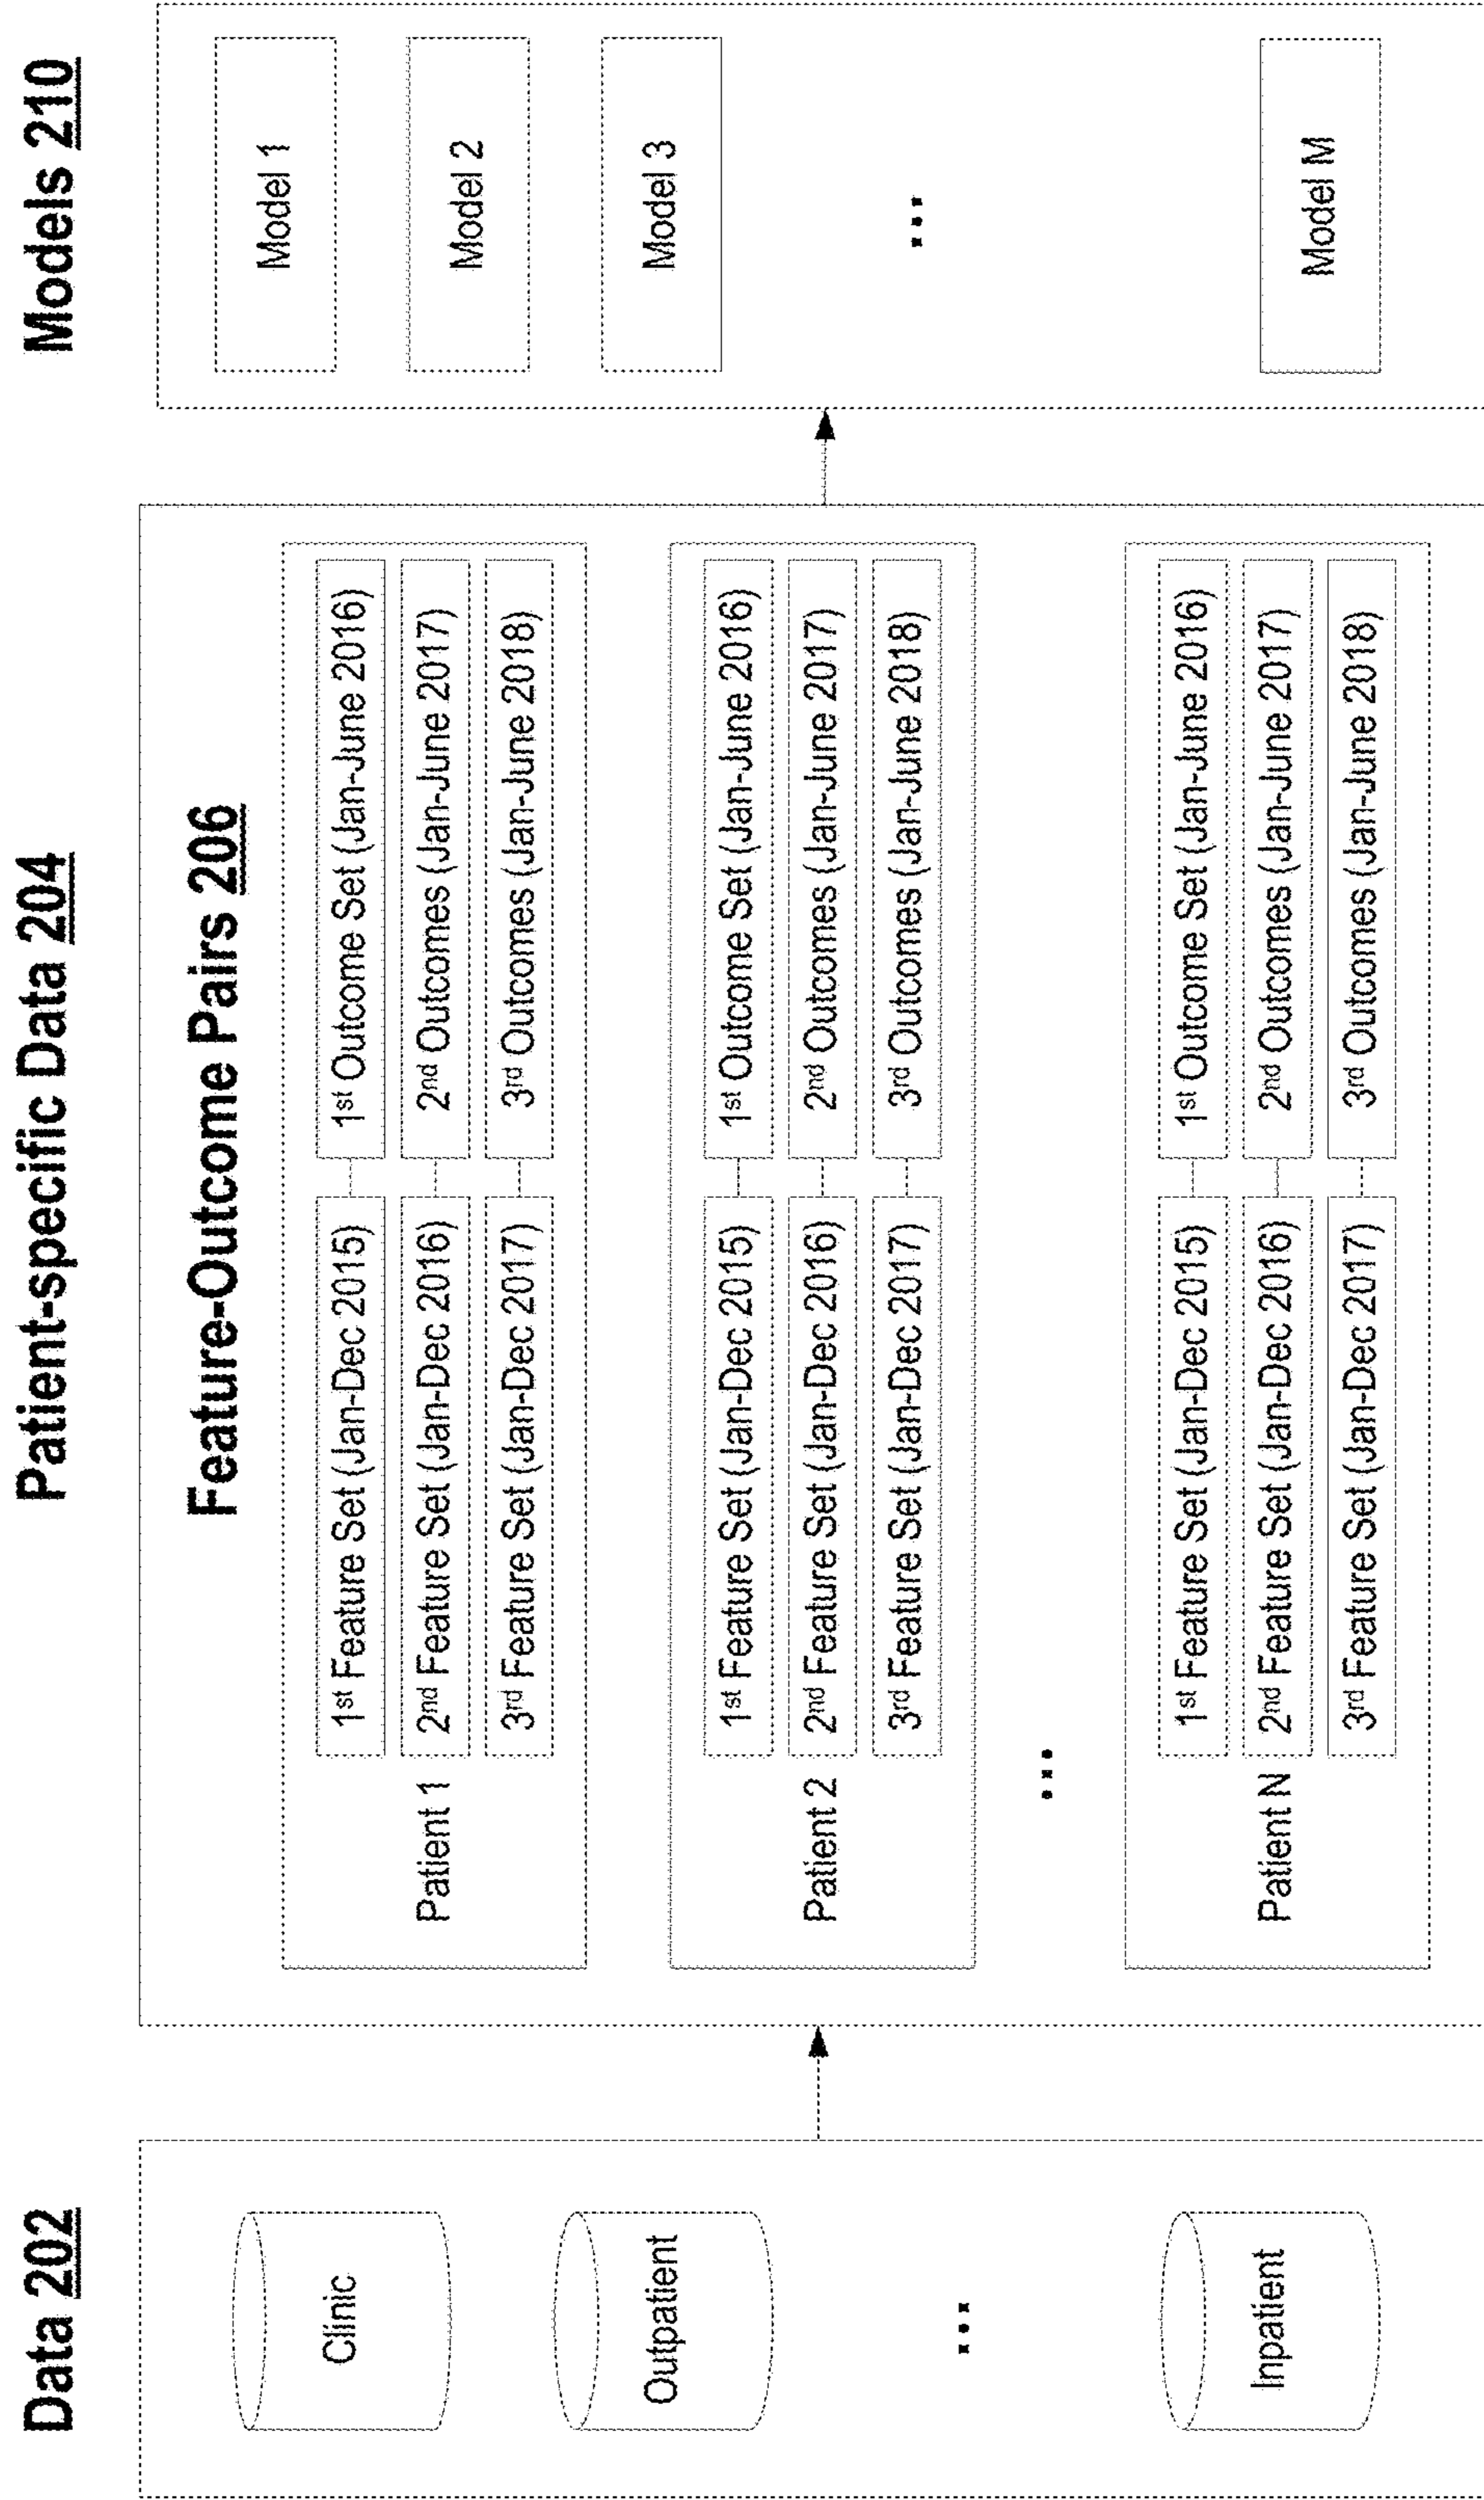 Data 202
Clinic
Outpatient
...
Inpatient
Patient-specific Data 204
Feature-Outcome Pairs 206
Patient 1
1st Feature Set (Jan-Dec 2015)
1st Outcome Set (Jan-June 2016)
2nd Feature Set (Jan-Dec 2016)
2nd Outcomes (Jan-June 2017)
3rd Feature Set (Jan-Dec 2017)
3rd Outcomes (Jan-June 2018)
Patient 2
1st Feature Set (Jan-Dec 2015)
1st Outcome Set (Jan-June 2016)
2nd Feature Set (Jan-Dec 2016)
2nd Outcomes (Jan-June 2017)
3rd Feature Set (Jan-Dec 2017)
3rd Outcomes (Jan-June 2018)
...
Patient N
1st Feature Set (Jan-Dec 2015)
1st Outcome Set (Jan-June 2016)
2nd Feature Set (Jan-Dec 2016)
2nd Outcomes (Jan-June 2017)
3rd Feature Set (Jan-Dec 2017)
3rd Outcomes (Jan-June 2018)
Models 210
Model 1
Model 2
Model 3
...
Model M